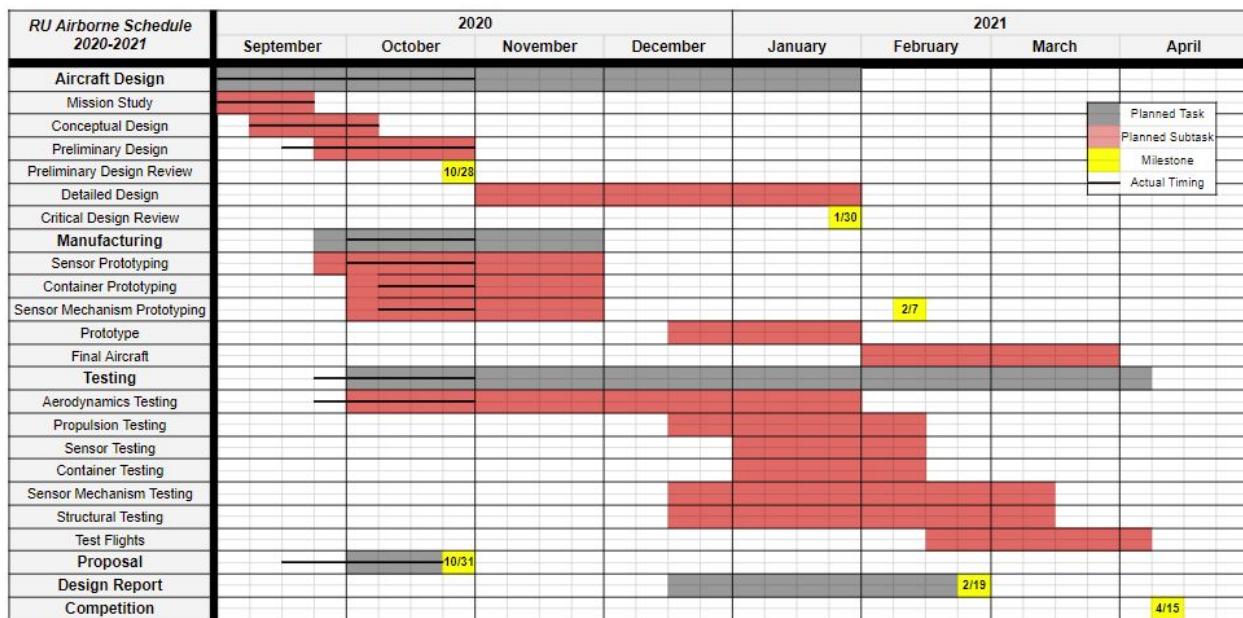 RU Airborne Schedule
2020-2021
2020
2021
September
October
November
December
January
February
March
April
Aircraft Design
Mission Study
Conceptual Design
Preliminary Design
Preliminary Design Review
10/28
Detailed Design
Critical Design Review
1/30
Manufacturing
Sensor Prototyping
Container Prototyping
Sensor Mechanism Prototyping
2/7
Prototype
Final Aircraft
Testing
Aerodynamics Testing
Propulsion Testing
Sensor Testing
Container Testing
Sensor Mechanism Testing
Structural Testing
Test Flights
Proposal
10/31
Design Report
2/19
Competition
4/15
Planned Task
Planned Subtask
Milestone
Actual Timing